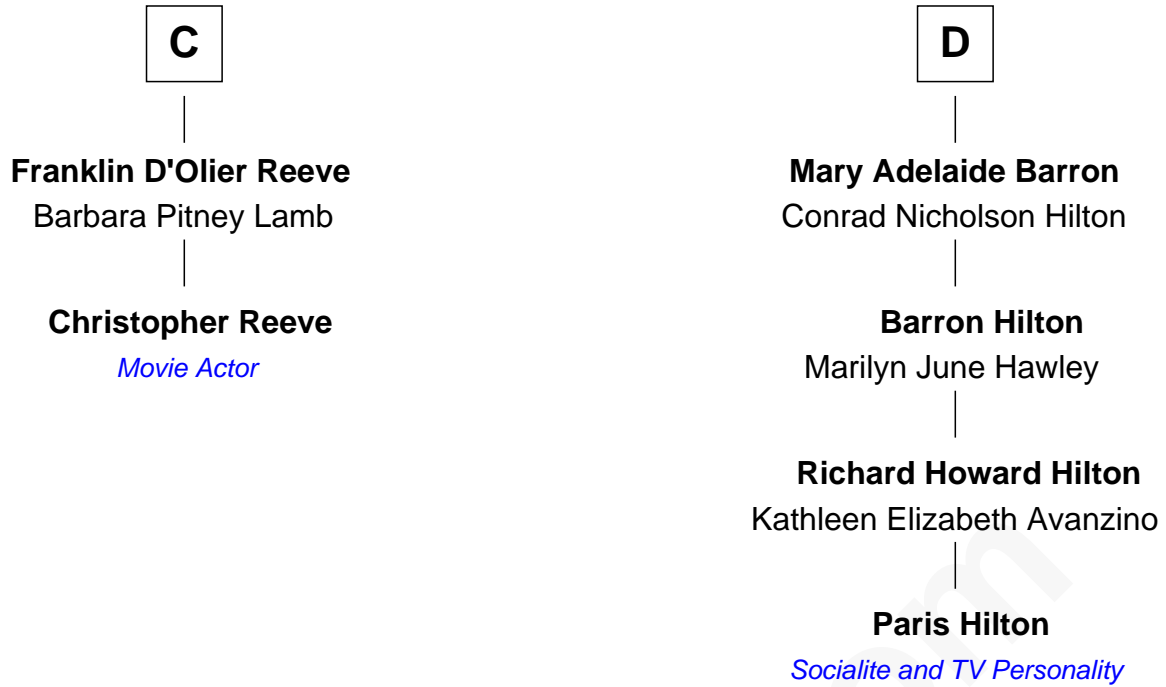 C
Franklin D'Olier Reeve
Barbara Pitney Lamb
Christopher Reeve
Movie Actor
D
Mary Adelaide Barron
Conrad Nicholson Hilton
Barron Hilton
Marilyn June Hawley
Richard Howard Hilton
Kathleen Elizabeth Avanzino
Paris Hilton
Socialite and TV Personality